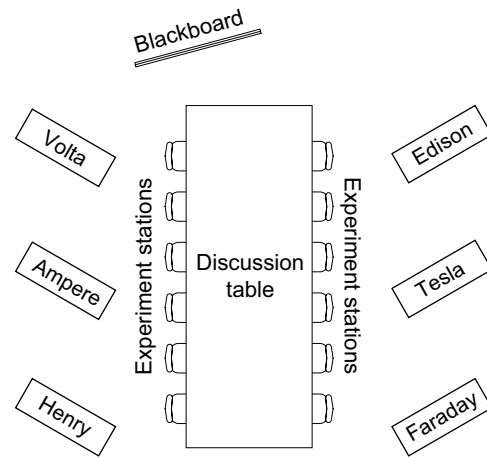 Blackboard
Volta
Edison
Experiment stations
Experiment stations
Ampere
Discussion
table
Tesla
Henry
Faraday